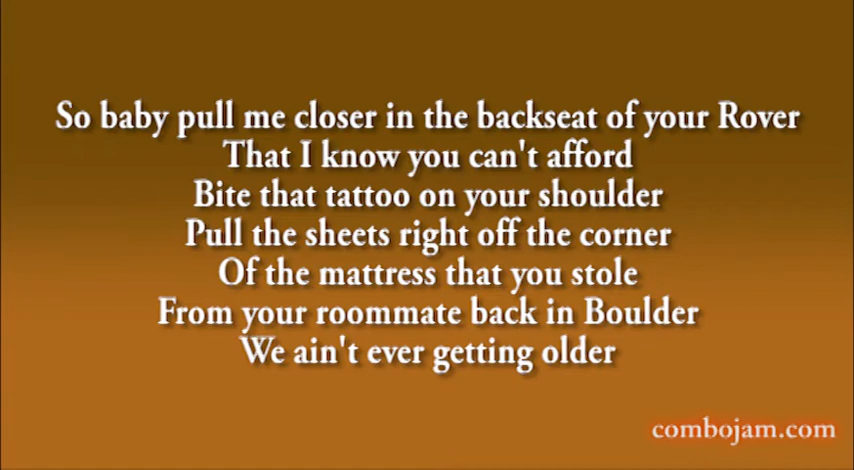 So baby pull me closer in the backseat of your Rover
That I know you can't afford
Bite that tattoo on your shoulder
Pull the sheets right off the corner
Of the mattress that you stole
From your roommate back in Boulder
We ain't ever getting older
combojam.com